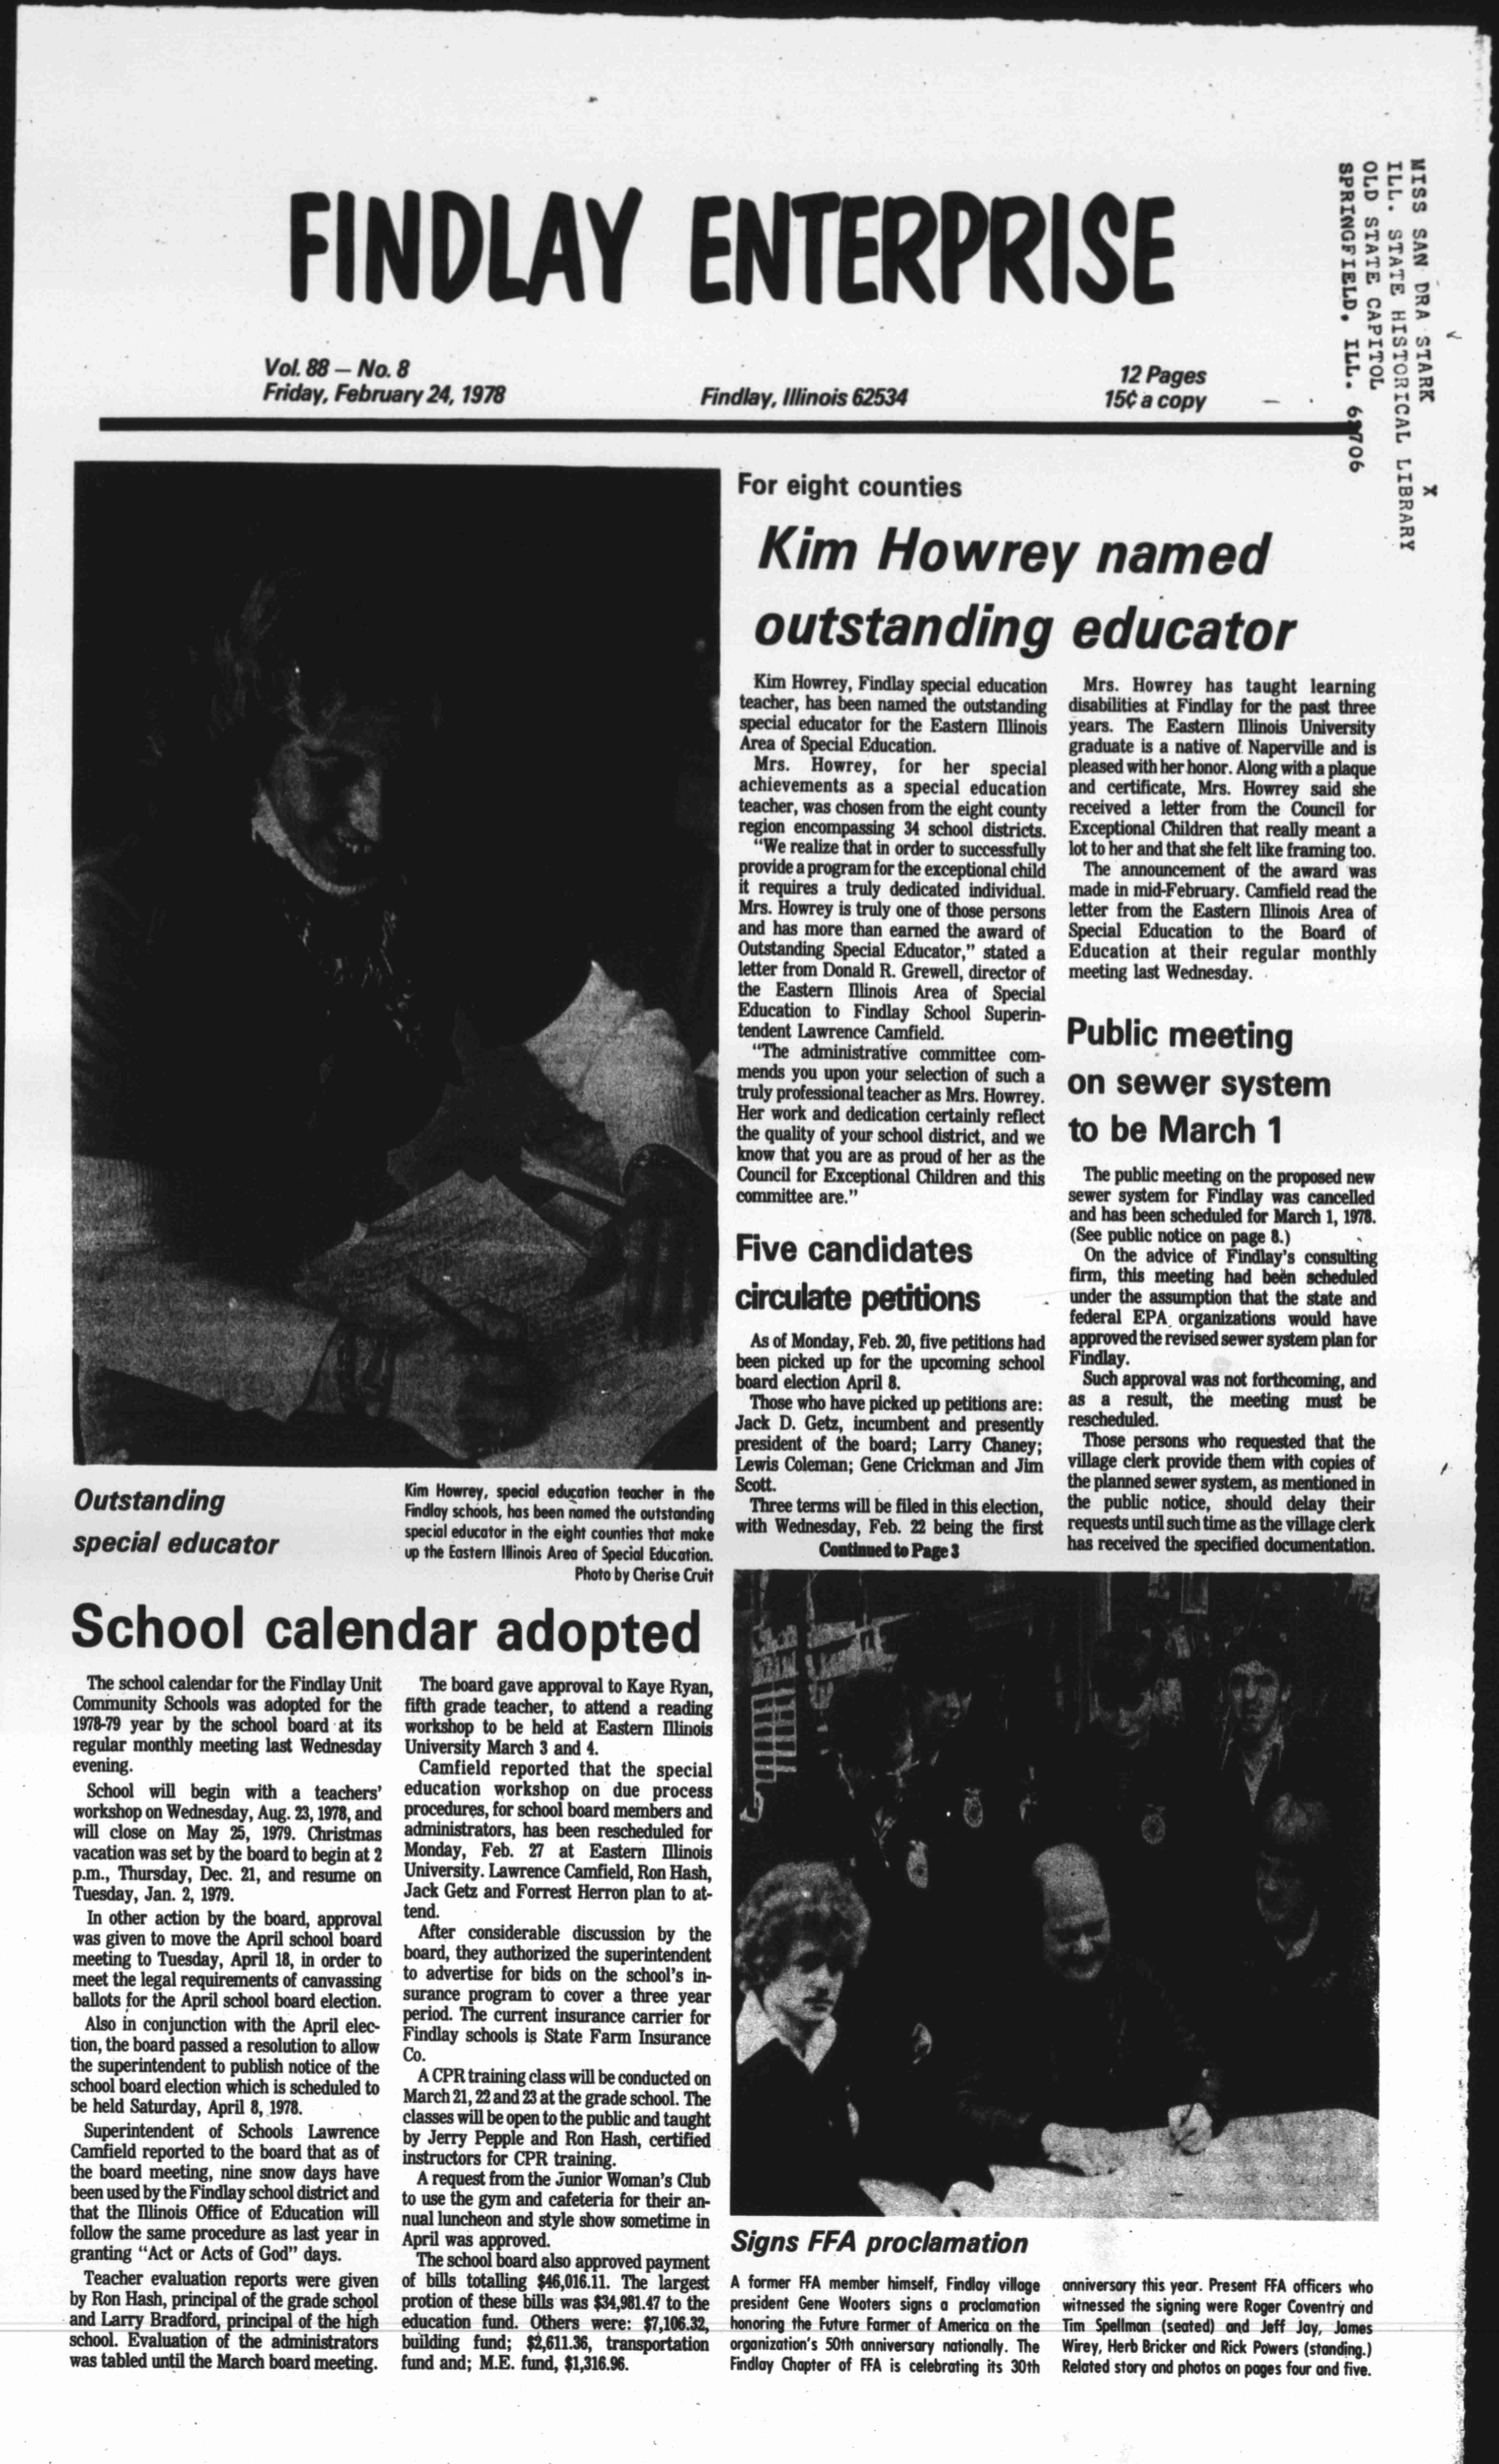 MISS SAN DRA STARK X
ILL. STATE HISTORICAL LIBRARY
OLD STATE CAPITOL
SPRINGFIELD, ILL. 62706
FINDLAY ENTERPRISE
Vol. 88 — No. 8
Friday, February 24, 1978
Findlay, Illinois 62534
12 Pages
15¢ a copy
For eight counties
Kim Howrey named
outstanding educator
Kim Howrey, Findlay special education
teacher, has been named the outstanding
special educator for the Eastern Illinois
Area of Special Education.
Mrs. Howrey, for her special
achievements as a special education
teacher, was chosen from the eight county
region encompassing 34 school districts.
"We realize that in order to successfully
provide a program for the exceptional child
it requires a truly dedicated individual.
Mrs. Howrey is truly one of those persons
and has more than earned the award of
Outstanding Special Educator," stated a
letter from Donald R. Grewell, director of
the Eastern Illinois Area of Special
Education to Findlay School Superin-
tendent Lawrence Camfield.
"The administrative committee com-
mends you upon your selection of such a
truly professional teacher as Mrs. Howrey.
Her work and dedication certainly reflect
the quality of your school district, and we
know that you are as proud of her as the
Council for Exceptional Children and this
committee are."
Mrs. Howrey has taught learning
disabilities at Findlay for the past three
years. The Eastern Illinois University
graduate is a native of Naperville and is
pleased with her honor. Along with a plaque
and certificate, Mrs. Howrey said she
received a letter from the Council for
Exceptional Children that really meant a
lot to her and that she felt like framing too.
The announcement of the award was
made in mid-February. Camfield read the
letter from the Eastern Illinois Area of
Special Education to the Board of
Education at their regular monthly
meeting last Wednesday.
Five candidates
circulate petitions
As of Monday, Feb. 20, five petitions had
been picked up for the upcoming school
board election April 8.
Those who have picked up petitions are:
Jack D. Getz, incumbent and presently
president of the board; Larry Chaney;
Lewis Coleman; Gene Crickman and Jim
Scott.
Three terms will be filed in this election,
with Wednesday, Feb. 22 being the first
Continued to Page 3
Public meeting
on sewer system
to be March 1
The public meeting on the proposed new
sewer system for Findlay was cancelled
and has been scheduled for March 1, 1978.
(See public notice on page 8.)
On the advice of Findlay's consulting
firm, this meeting had been scheduled
under the assumption that the state and
federal EPA organizations would have
approved the revised sewer system plan for
Findlay.
Such approval was not forthcoming, and
as a result, the meeting must be
rescheduled.
Those persons who requested that the
village clerk provide them with copies of
the planned sewer system, as mentioned in
the public notice, should delay their
requests until such time as the village clerk
has received the specified documentation.
Outstanding
special educator
Kim Howrey, special education teacher in the
Findlay schools, has been named the outstanding
special educator in the eight counties that make
up the Eastern Illinois Area of Special Education.
Photo by Cherise Cruit
School calendar adopted
The school calendar for the Findlay Unit
Community Schools was adopted for the
1978-79 year by the school board at its
regular monthly meeting last Wednesday
evening.
School will begin with a teachers'
workshop on Wednesday, Aug. 23, 1978, and
will close on May 25, 1979. Christmas
vacation was set by the board to begin at 2
p.m., Thursday, Dec. 21, and resume on
Tuesday, Jan. 2, 1979.
In other action by the board, approval
was given to move the April school board
meeting to Tuesday, April 18, in order to
meet the legal requirements of canvassing
ballots for the April school board election.
Also in conjunction with the April elec-
tion, the board passed a resolution to allow
the superintendent to publish notice of the
school board election which is scheduled to
be held Saturday, April 8, 1978.
Superintendent of Schools Lawrence
Camfield reported to the board that as of
the board meeting, nine snow days have
been used by the Findlay school district and
that the Illinois Office of Education will
follow the same procedure as last year in
granting "Act or Acts of God" days.
Teacher evaluation reports were given
by Ron Hash, principal of the grade school
and Larry Bradford, principal of the high
school. Evaluation of the administrators
was tabled until the March board meeting.
The board gave approval to Kaye Ryan,
fifth grade teacher, to attend a reading
workshop to be held at Eastern Illinois
University March 3 and 4.
Camfield reported that the special
education workshop on due process
procedures, for school board members and
administrators, has been rescheduled for
Monday, Feb. 27 at Eastern Illinois
University. Lawrence Camfield, Ron Hash,
Jack Getz and Forrest Herron plan to at-
tend.
After considerable discussion by the
board, they authorized the superintendent
to advertise for bids on the school's in-
surance program to cover a three year
period. The current insurance carrier for
Findlay schools is State Farm Insurance
Co.
A CPR training class will be conducted on
March 21, 22 and 23 at the grade school. The
classes will be open to the public and taught
by Jerry Pepple and Ron Hash, certified
instructors for CPR training.
A request from the Junior Woman's Club
to use the gym and cafeteria for their an-
nual luncheon and style show sometime in
April was approved.
The school board also approved payment
of bills totalling $46,016.11. The largest
protion of these bills was $34,981.47 to the
education fund. Others were: $7,106.32,
building fund; $2,611.36, transportation
fund and; M.E. fund, $1,316.96.
Signs FFA proclamation
A former FFA member himself, Findlay village
president Gene Wooters signs a proclamation
honoring the Future Farmer of America on the
organization's 50th anniversary nationally. The
Findlay Chapter of FFA is celebrating its 30th
anniversary this year. Present FFA officers who
witnessed the signing were Roger Coventry and
Tim Spellman (seated) and Jeff Jay, James
Wirey, Herb Bricker and Rick Powers (standing.)
Related story and photos on pages four and five.